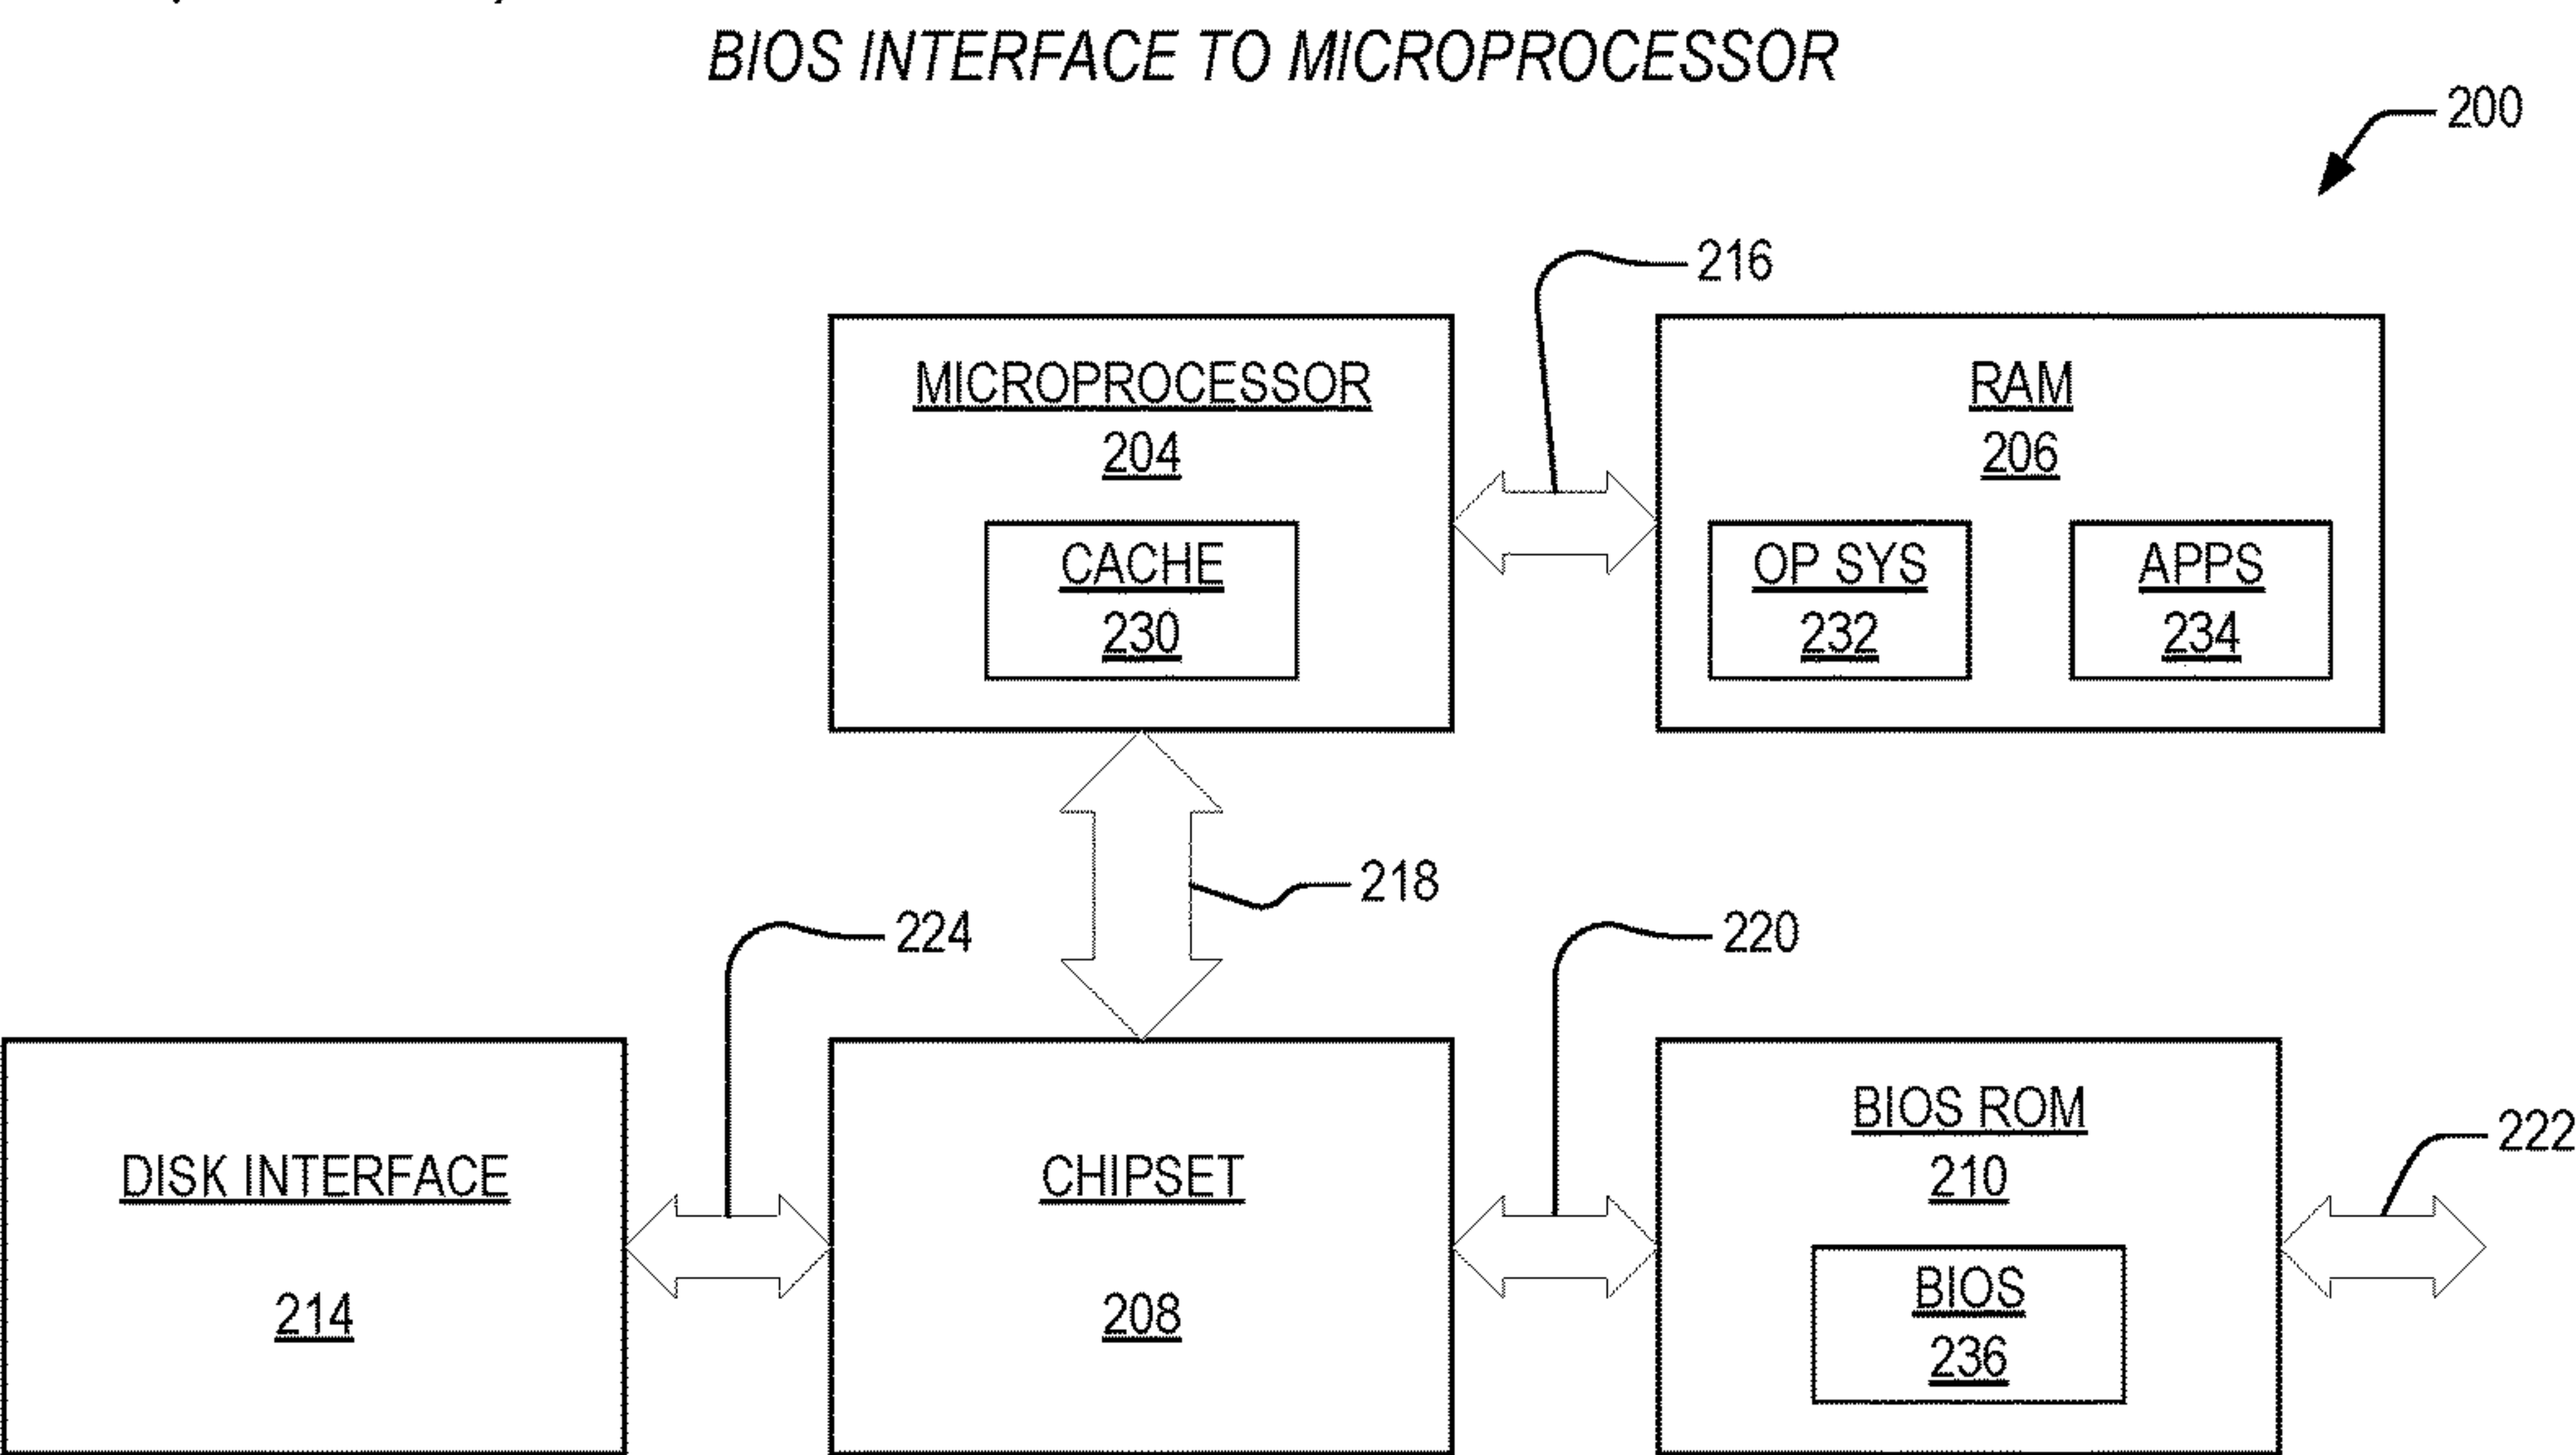 BIOS INTERFACE TO MICROPROCESSOR
200
216
MICROPROCESSOR
204
CACHE
230
RAM
206
OP SYS
232
APPS
234
218
224
220
222
DISK INTERFACE
214
CHIPSET
208
BIOS ROM
210
BIOS
236